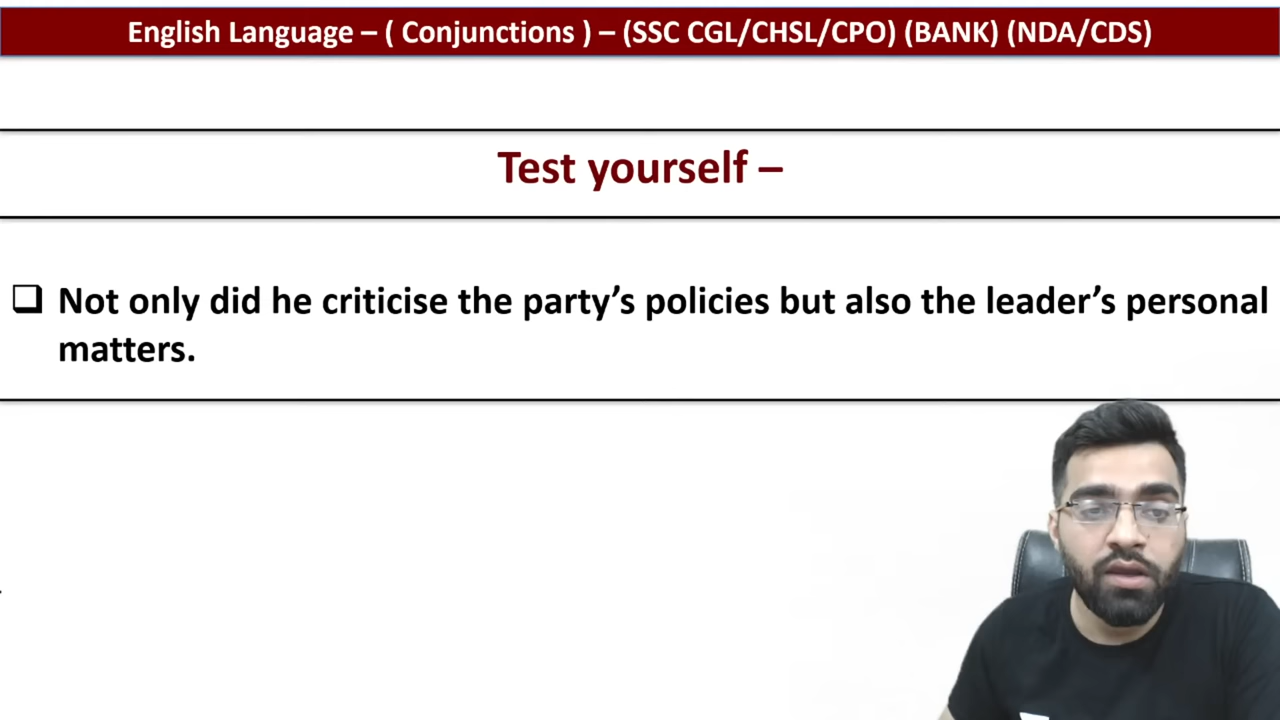 English Language – ( Conjunctions ) – (SSC CGL/CHSL/CPO) (BANK) (NDA/CDS)
Test yourself –
Not only did he criticise the party’s policies but also the leader’s personal
matters.